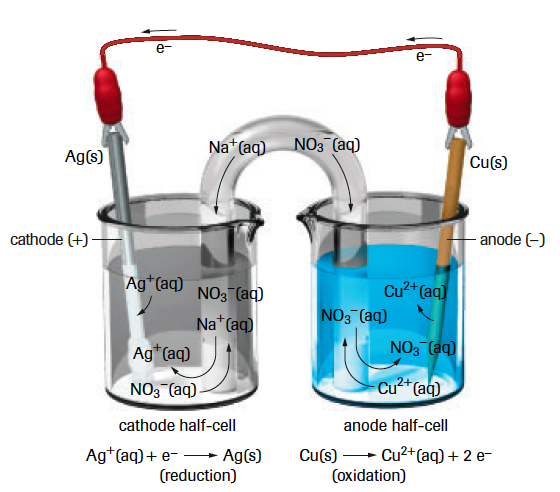 e−
e−
Ag(s)
Na⁺(aq)
NO₃⁻(aq)
Cu(s)
cathode (+)
anode (−)
Ag⁺(aq)
NO₃⁻(aq)
Na⁺(aq)
Ag⁺(aq)
NO₃⁻(aq)
Cu²⁺(aq)
NO₃⁻(aq)
NO₃⁻(aq)
Cu²⁺(aq)
cathode half-cell
anode half-cell
Ag⁺(aq) + e− ⟶ Ag(s)
(reduction)
Cu(s) ⟶ Cu²⁺(aq) + 2 e−
(oxidation)